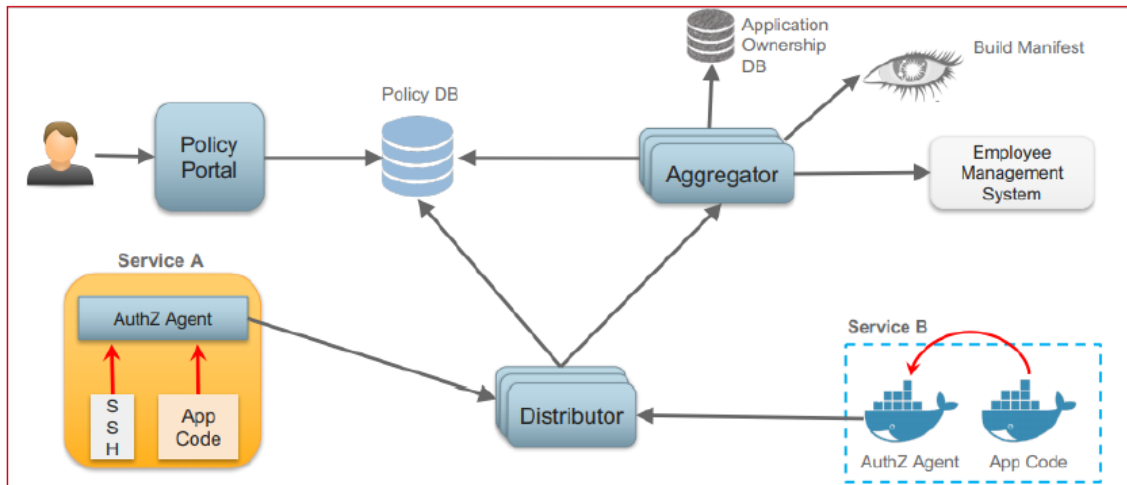 Application
Ownership
DB
Build Manifest
Policy DB
Policy
Portal
Aggregator
Employee
Management
System
Service A
AuthZ Agent
S
S
H
App
Code
Distributor
Service B
AuthZ Agent
App Code